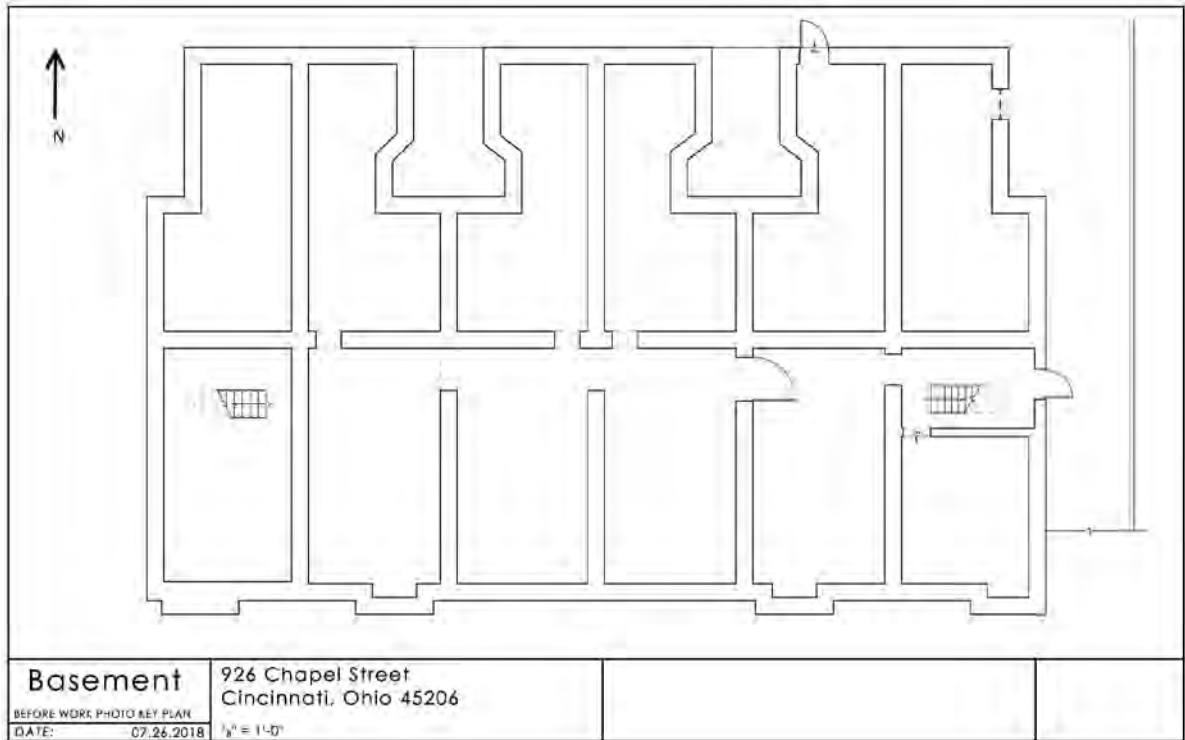 N
Basement
BEFORE WORK PHOTO KEY PLAN
DATE: 07.26.2018
926 Chapel Street
Cincinnati, Ohio 45206
1/8" = 1'-0"